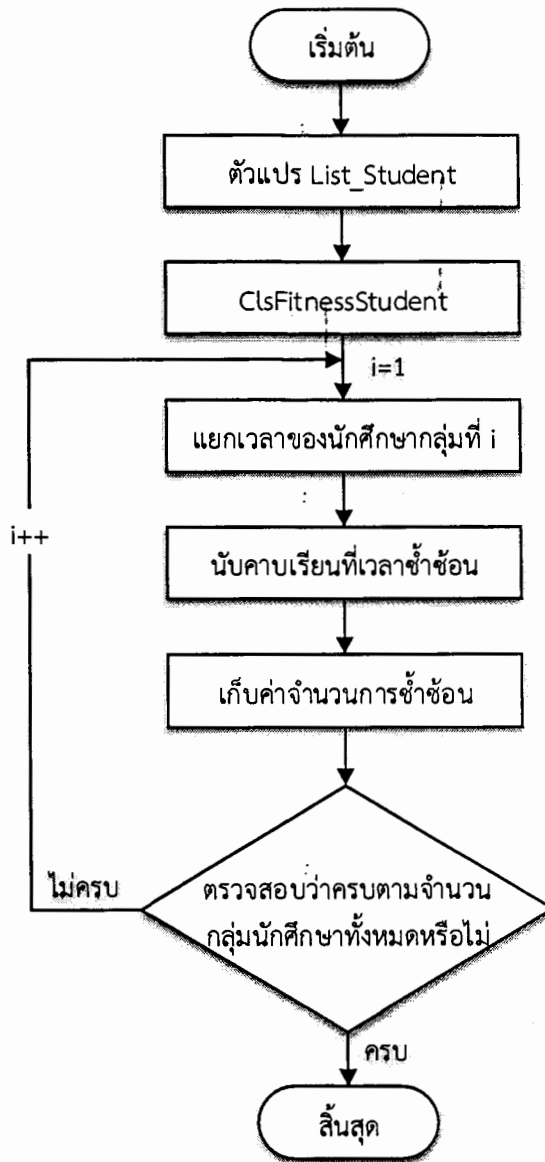 เริ่มต้น
ตัวแปร List_Student
ClsFitnessStudent
i=1
แยกเวลาของนักศึกษากลุ่มที่ i
i++
นับคาบเรียนที่เวลาซ้ำซ้อน
เก็บค่าจำนวนการซ้ำซ้อน
ไม่ครบ
ตรวจสอบว่าครบตามจำนวน
กลุ่มนักศึกษาทั้งหมดหรือไม่
ครบ
สิ้นสุด